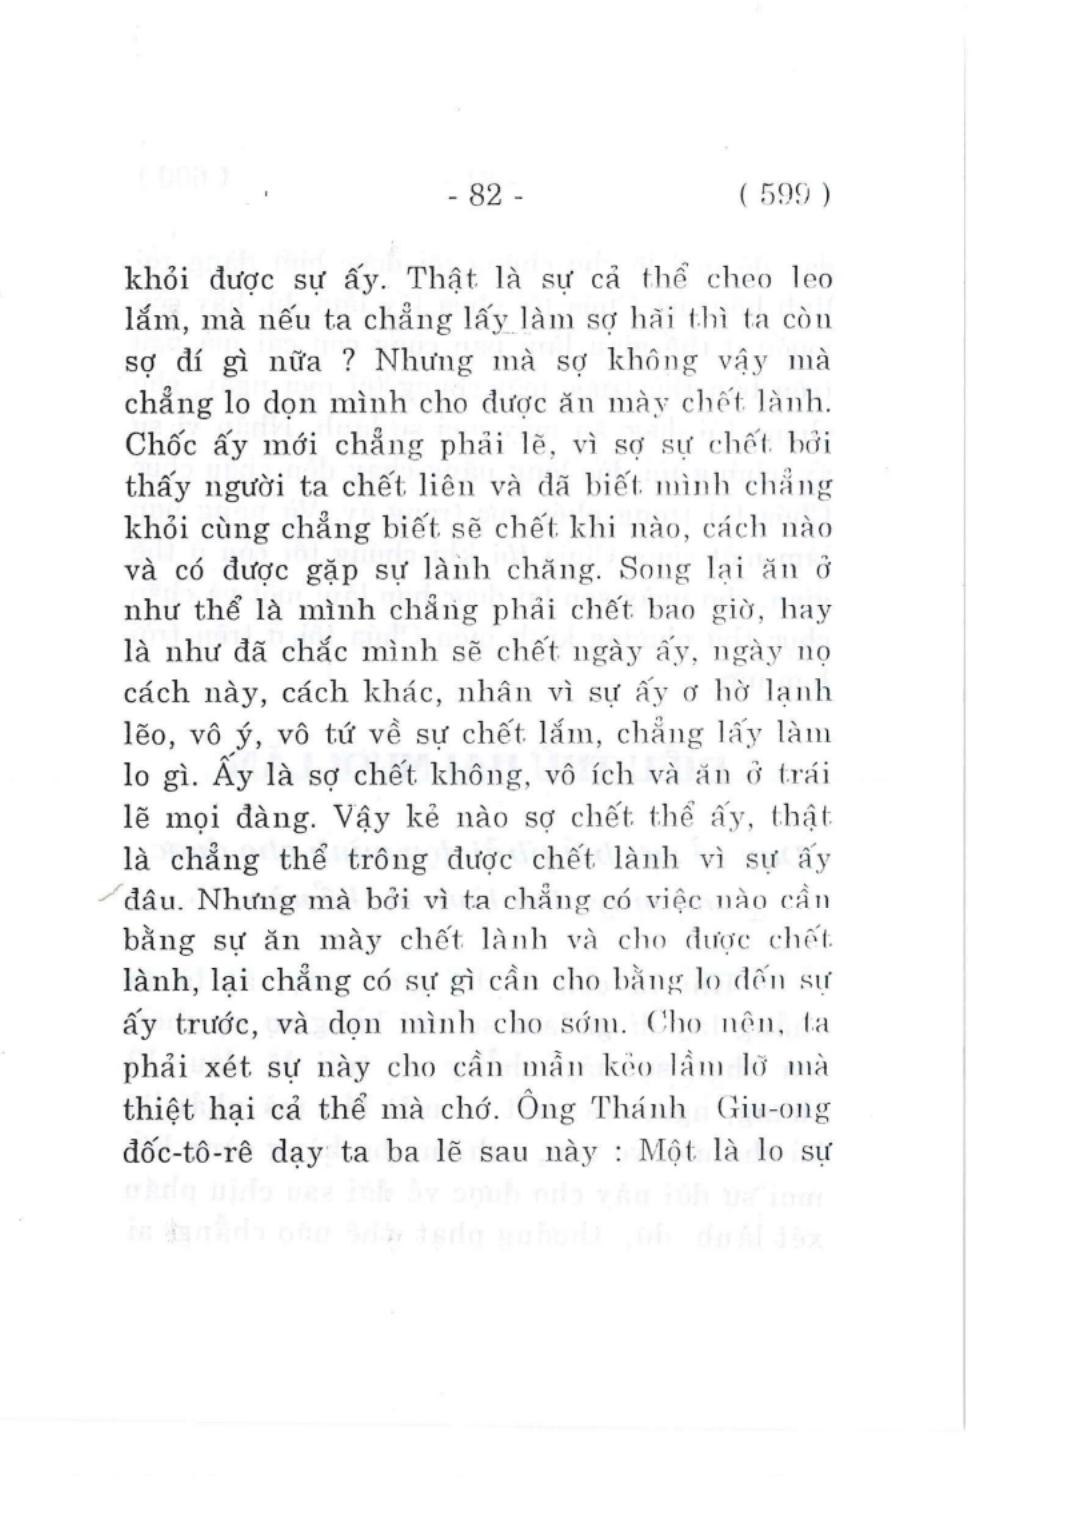 - 82 - ( 599 )
khỏi được sự ấy. Thật là sự cả thể cheo leo
lắm, mà nếu ta chẳng lấy làm sợ hãi thì ta còn
sợ đí gì nữa ? Nhưng mà sợ không vậy mà
chẳng lo dọn mình cho được ăn mày chết lành.
Chốc ấy mới chẳng phải lẽ, vì sợ sự chết bởi
thấy người ta chết liên và đã biết mình chẳng
khỏi cùng chẳng biết sẽ chết khi nào, cách nào
và có được gặp sự lành chăng. Song lại ăn ở
như thể là mình chẳng phải chết bao giờ, hay
là như đã chắc mình sẽ chết ngày ấy, ngày nọ
cách này, cách khác, nhân vì sự ấy ơ hờ lạnh
lẽo, vô ý, vô tứ về sự chết lắm, chẳng lấy làm
lo gì. Ấy là sợ chết không, vô ích và ăn ở trái
lẽ mọi đàng. Vậy kẻ nào sợ chết thể ấy, thật
là chẳng thể trông được chết lành vì sự ấy
đâu. Nhưng mà bởi vì ta chẳng có việc nào cần
bằng sự ăn mày chết lành và cho được chết
lành, lại chẳng có sự gì cần cho bằng lo đến sự
ấy trước, và dọn mình cho sớm. Cho nên, ta
phải xét sự này cho cần mẫn kẻo lầm lỡ mà
thiệt hại cả thể mà chớ. Ông Thánh Giu-ong
đốc-tô-rê dạy ta ba lẽ sau này : Một là lo sự